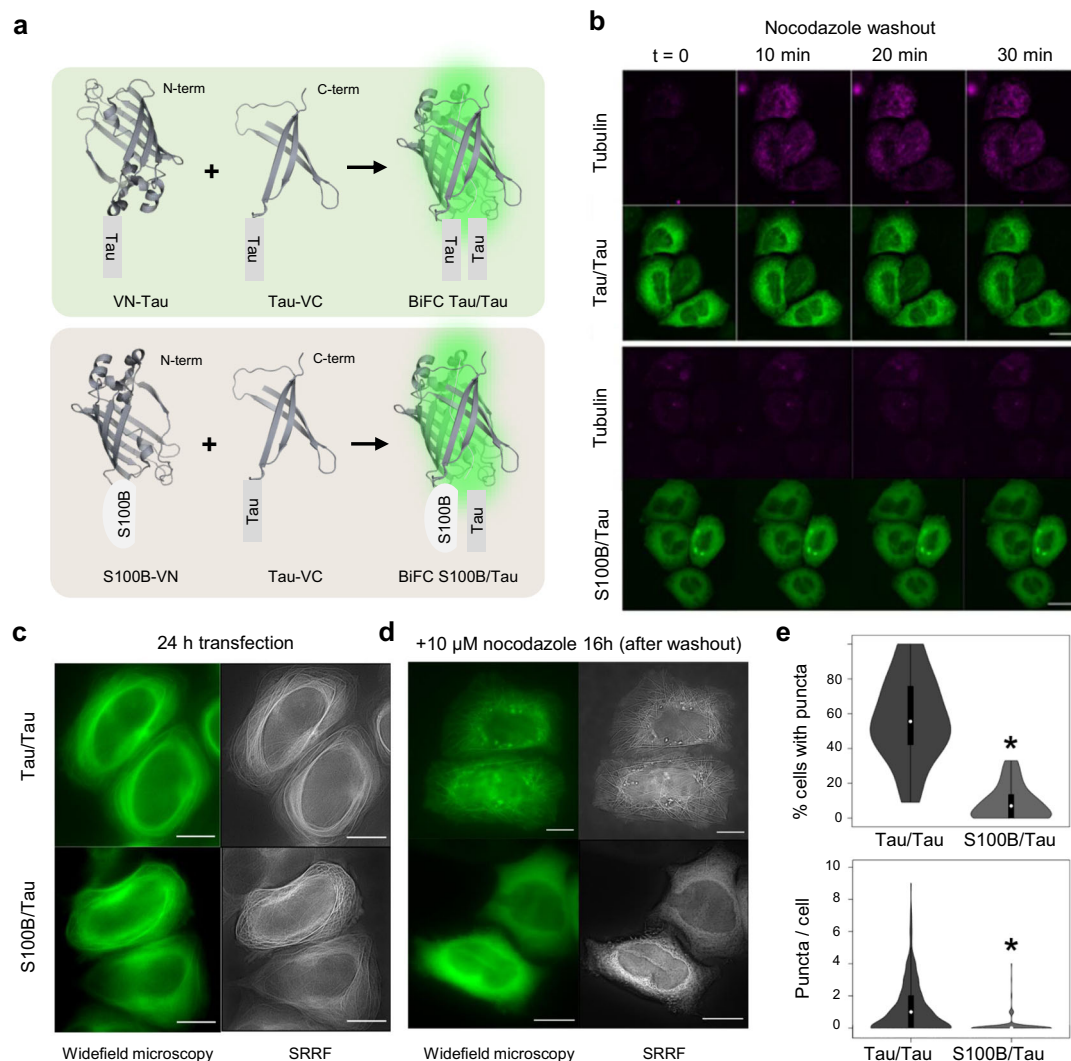 a
N-term
C-term
+
Tau
Tau
Tau
Tau
VN-Tau
Tau-VC
BiFC Tau/Tau
N-term
C-term
+
S100B
Tau
S100B
Tau
S100B-VN
Tau-VC
BiFC S100B/Tau
b
Nocodazole washout
t = 0
10 min
20 min
30 min
Tubulin
Tau/Tau
Tubulin
S100B/Tau
c
24 h transfection
Tau/Tau
S100B/Tau
Widefield microscopy
SRRF
d
+10 μM nocodazole 16h (after washout)
Widefield microscopy
SRRF
e
% cells with puncta
80
60
40
20
0
*
Tau/Tau
S100B/Tau
Puncta / cell
10
8
6
4
2
0
*
Tau/Tau
S100B/Tau